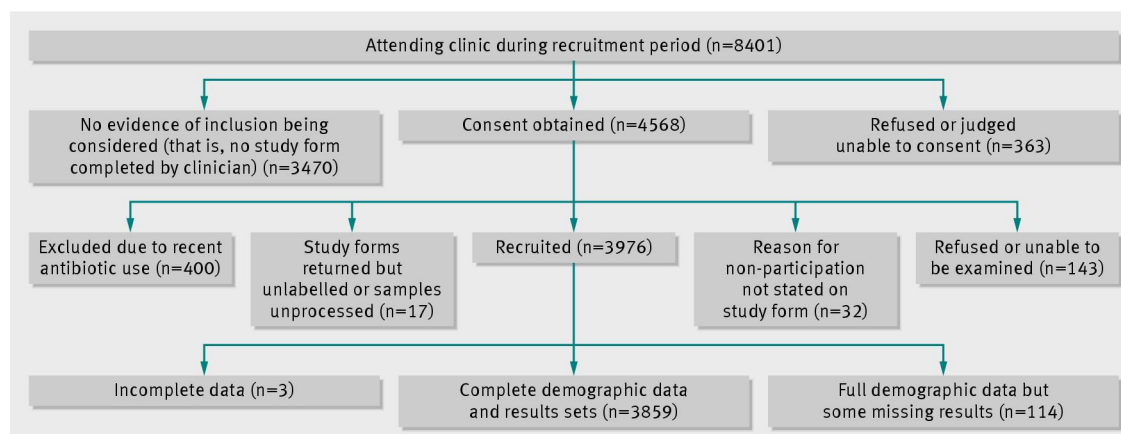 Attending clinic during recruitment period (n=8401)
No evidence of inclusion being
considered (that is, no study form
completed by clinician) (n=3470)
Consent obtained (n=4568)
Refused or judged
unable to consent (n=363)
Excluded due to recent
antibiotic use (n=400)
Study forms
returned but
unlabelled or samples
unprocessed (n=17)
Recruited (n=3976)
Reason for
non-participation
not stated on
study form (n=32)
Refused or unable to
be examined (n=143)
Incomplete data (n=3)
Complete demographic data
and results sets (n=3859)
Full demographic data but
some missing results (n=114)